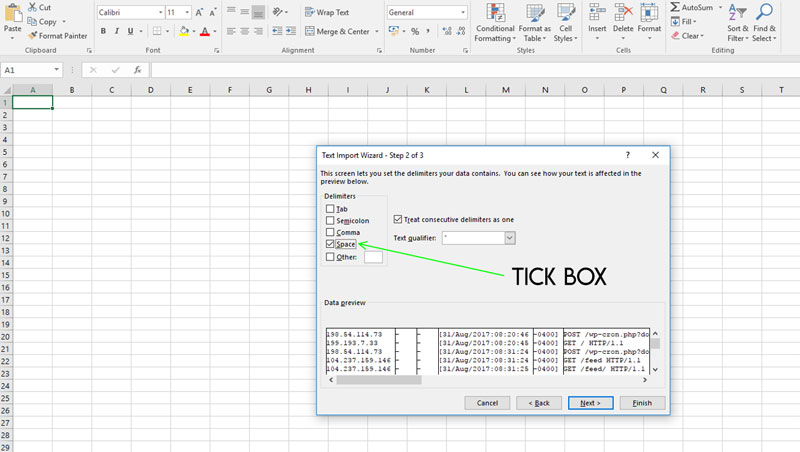 Cut
Copy
Format Painter
Paste
Clipboard
Calibri 11 A A
B I U A
Font
Wrap Text
Merge & Center
Alignment
General
$ % ,
Number
Conditional Formatting
Format as Table
Cell Styles
Styles
Insert Delete Format
Cells
AutoSum
Fill
Clear
Sort & Filter
Find & Select
Editing
A1 fx
A B C D E F G H I J K L M N O P Q R S T
1
2
3
4
5
6
7
8
9
10
11
12
13
14
15
16
17
18
19
20
21
22
23
24
25
26
27
28
29
Text Import Wizard - Step 2 of 3 ?
This screen lets you set the delimiters your data contains. You can see how your text is affected in the
preview below.
Delimiters
Tab
Semicolon
Comma
Space
Other:
Treat consecutive delimiters as one
Text qualifier: "
TICK BOX
Data preview
198.54.114.73 - - [31/Aug/2017:08:20:46 -0400] POST /wp-cron.php?do
199.193.7.33 - - [31/Aug/2017:08:20:45 -0400] GET / HTTP/1.1
198.54.114.73 - - [31/Aug/2017:08:31:24 -0400] POST /wp-cron.php?do
104.237.159.146 - - [31/Aug/2017:08:31:24 -0400] GET /feed HTTP/1.1
104.237.159.146 - - [31/Aug/2017:08:31:25 -0400] GET /feed/ HTTP/1.1
Cancel < Back Next > Finish